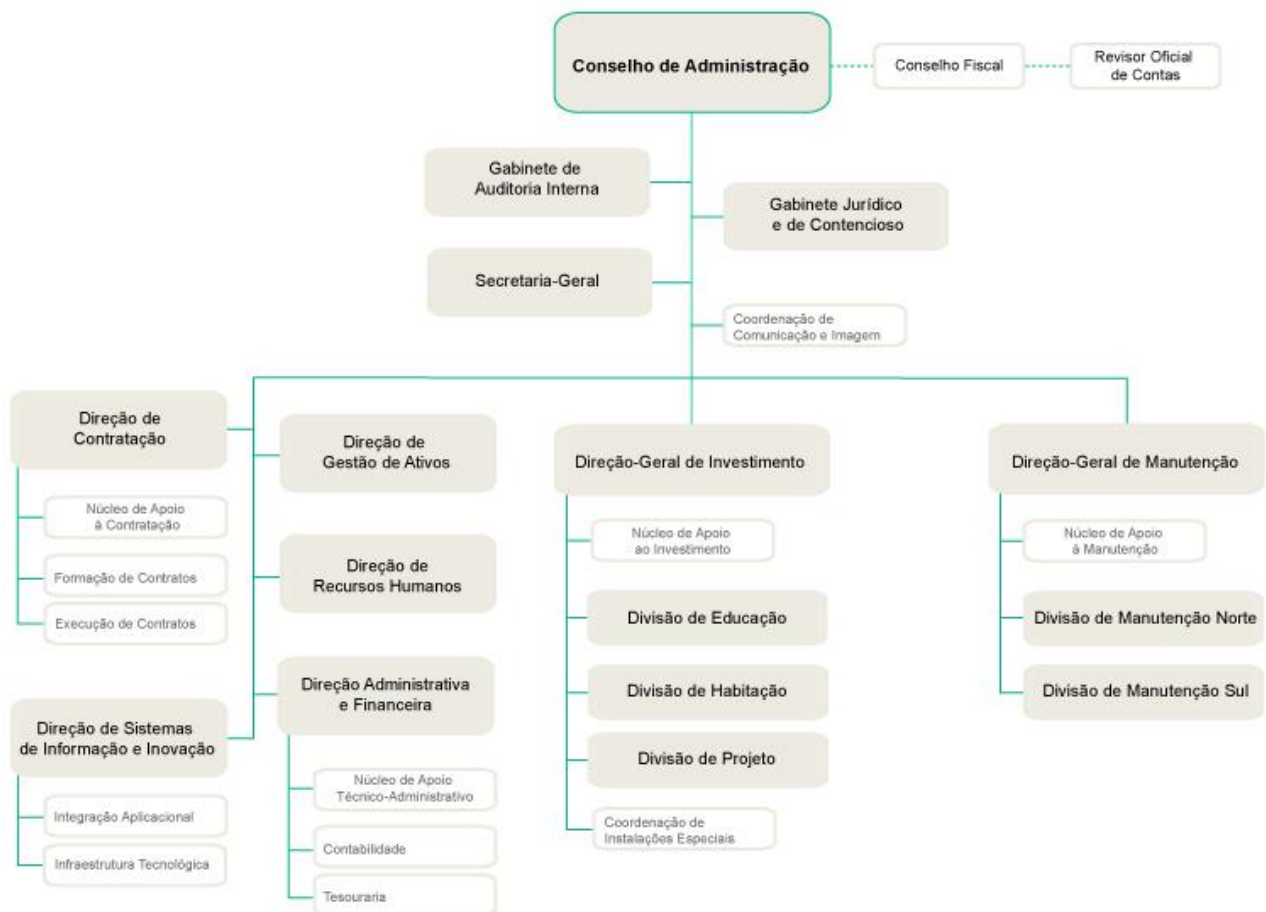 Conselho de Administração
Conselho Fiscal
Revisor Oficial
de Contas
Gabinete de
Auditoria Interna
Gabinete Jurídico
e de Contencioso
Secretaria-Geral
Coordenação de
Comunicação e Imagem
Direção de
Contratação
Núcleo de Apoio
à Contratação
Formação de Contratos
Execução de Contratos
Direção de Sistemas
de Informação e Inovação
Integração Aplicacional
Infraestrutura Tecnológica
Direção de
Gestão de Ativos
Direção de
Recursos Humanos
Direção Administrativa
e Financeira
Núcleo de Apoio
Técnico-Administrativo
Contabilidade
Tesouraria
Direção-Geral de Investimento
Núcleo de Apoio
ao Investimento
Divisão de Educação
Divisão de Habitação
Divisão de Projeto
Coordenação de
Instalações Especiais
Direção-Geral de Manutenção
Núcleo de Apoio
à Manutenção
Divisão de Manutenção Norte
Divisão de Manutenção Sul